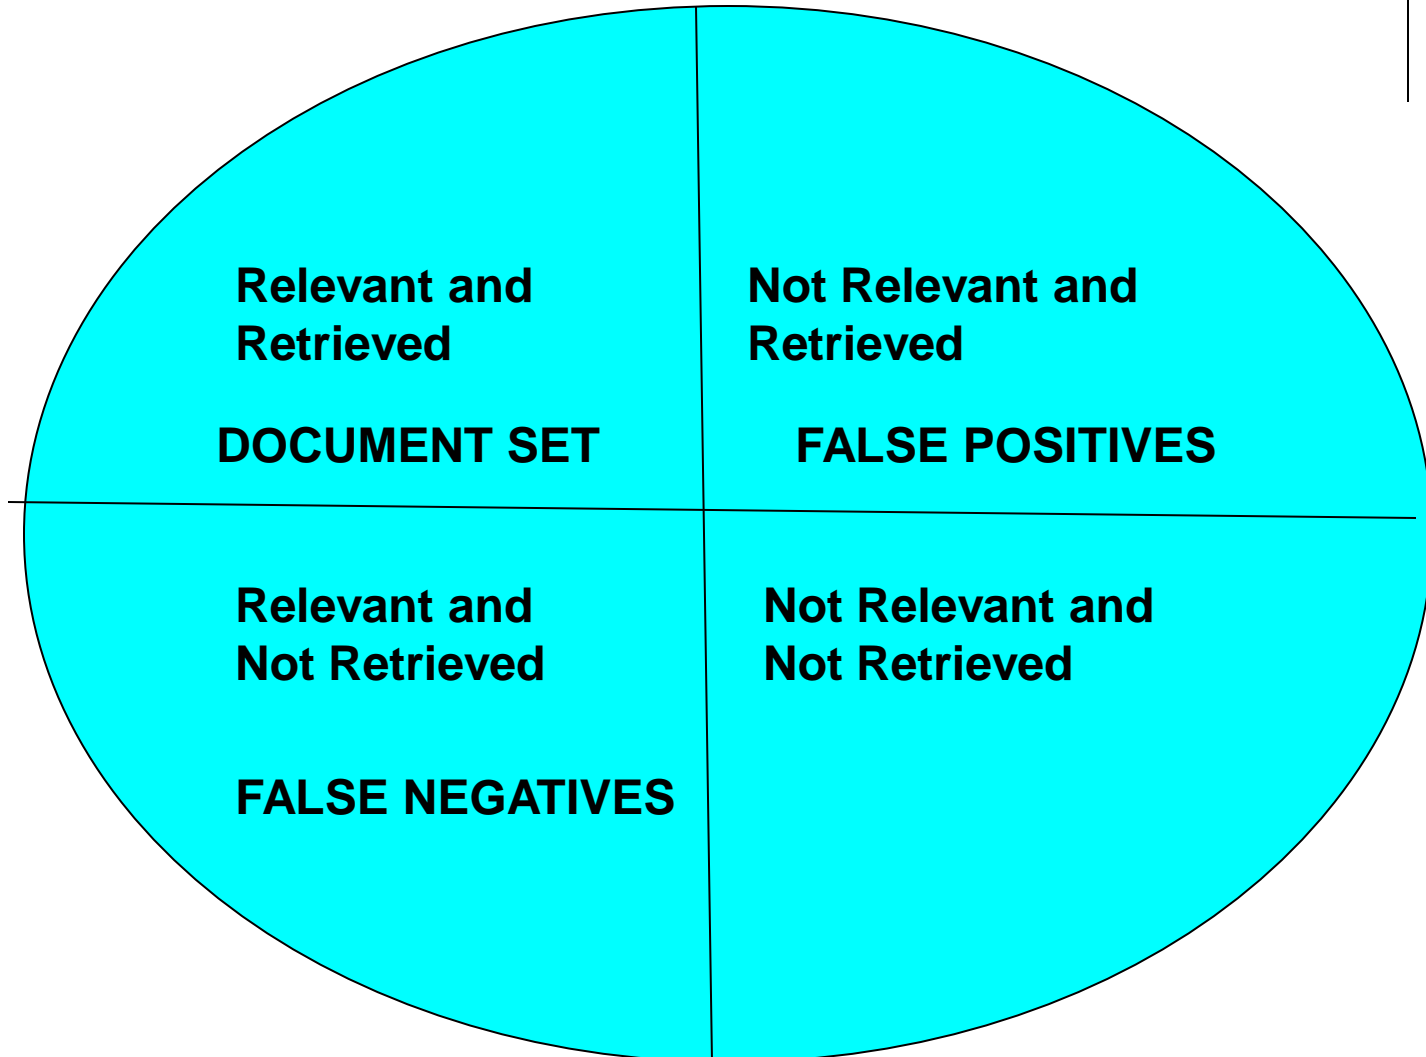 Relevant and
Retrieved
DOCUMENT SET
Not Relevant and
Retrieved
FALSE POSITIVES
Relevant and
Not Retrieved
FALSE NEGATIVES
Not Relevant and
Not Retrieved